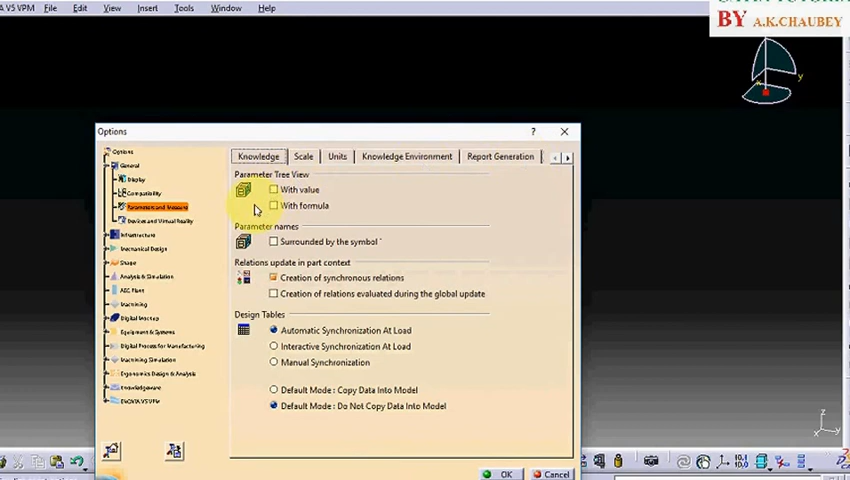 A V5 VPM File Edit View Insert Tools Window Help
BY A.K.CHAUBEY
Options
? ×
Options
General
Display
Compatibility
Parameters and Measure
Devices and Virtual Reality
Infrastructure
Mechanical Design
Shape
Analysis & Simulation
AEC Plant
Machining
Digital Mockup
Equipment & Systems
Digital Process for Manufacturing
Machining Simulation
Ergonomics Design & Analysis
Knowledgeware
ENOVIA V5 VPM
Knowledge Scale Units Knowledge Environment Report Generation
Parameter Tree View
With value
With formula
Parameter names
Surrounded by the symbol '
Relations update in part context
Creation of synchronous relations
Creation of relations evaluated during the global update
Design Tables
Automatic Synchronization At Load
Interactive Synchronization At Load
Manual Synchronization
Default Mode : Copy Data Into Model
Default Mode : Do Not Copy Data Into Model
OK Cancel
y
z
x y